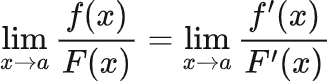 lim_{x→a} f(x)/F(x) = lim_{x→a} f′(x)/F′(x)